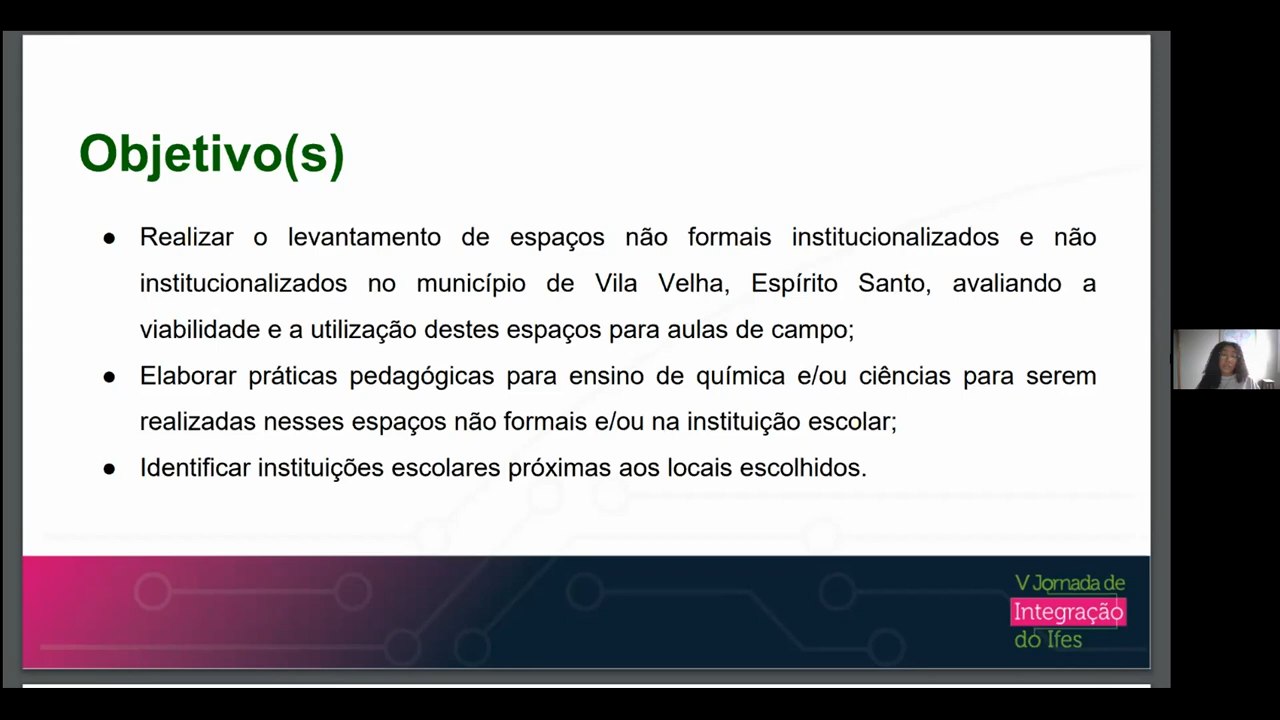 Objetivo(s)
● Realizar o levantamento de espaços não formais institucionalizados e não
institucionalizados no município de Vila Velha, Espírito Santo, avaliando a
viabilidade e a utilização destes espaços para aulas de campo;
● Elaborar práticas pedagógicas para ensino de química e/ou ciências para serem
realizadas nesses espaços não formais e/ou na instituição escolar;
● Identificar instituições escolares próximas aos locais escolhidos.
V Jornada de
Integração
do Ifes